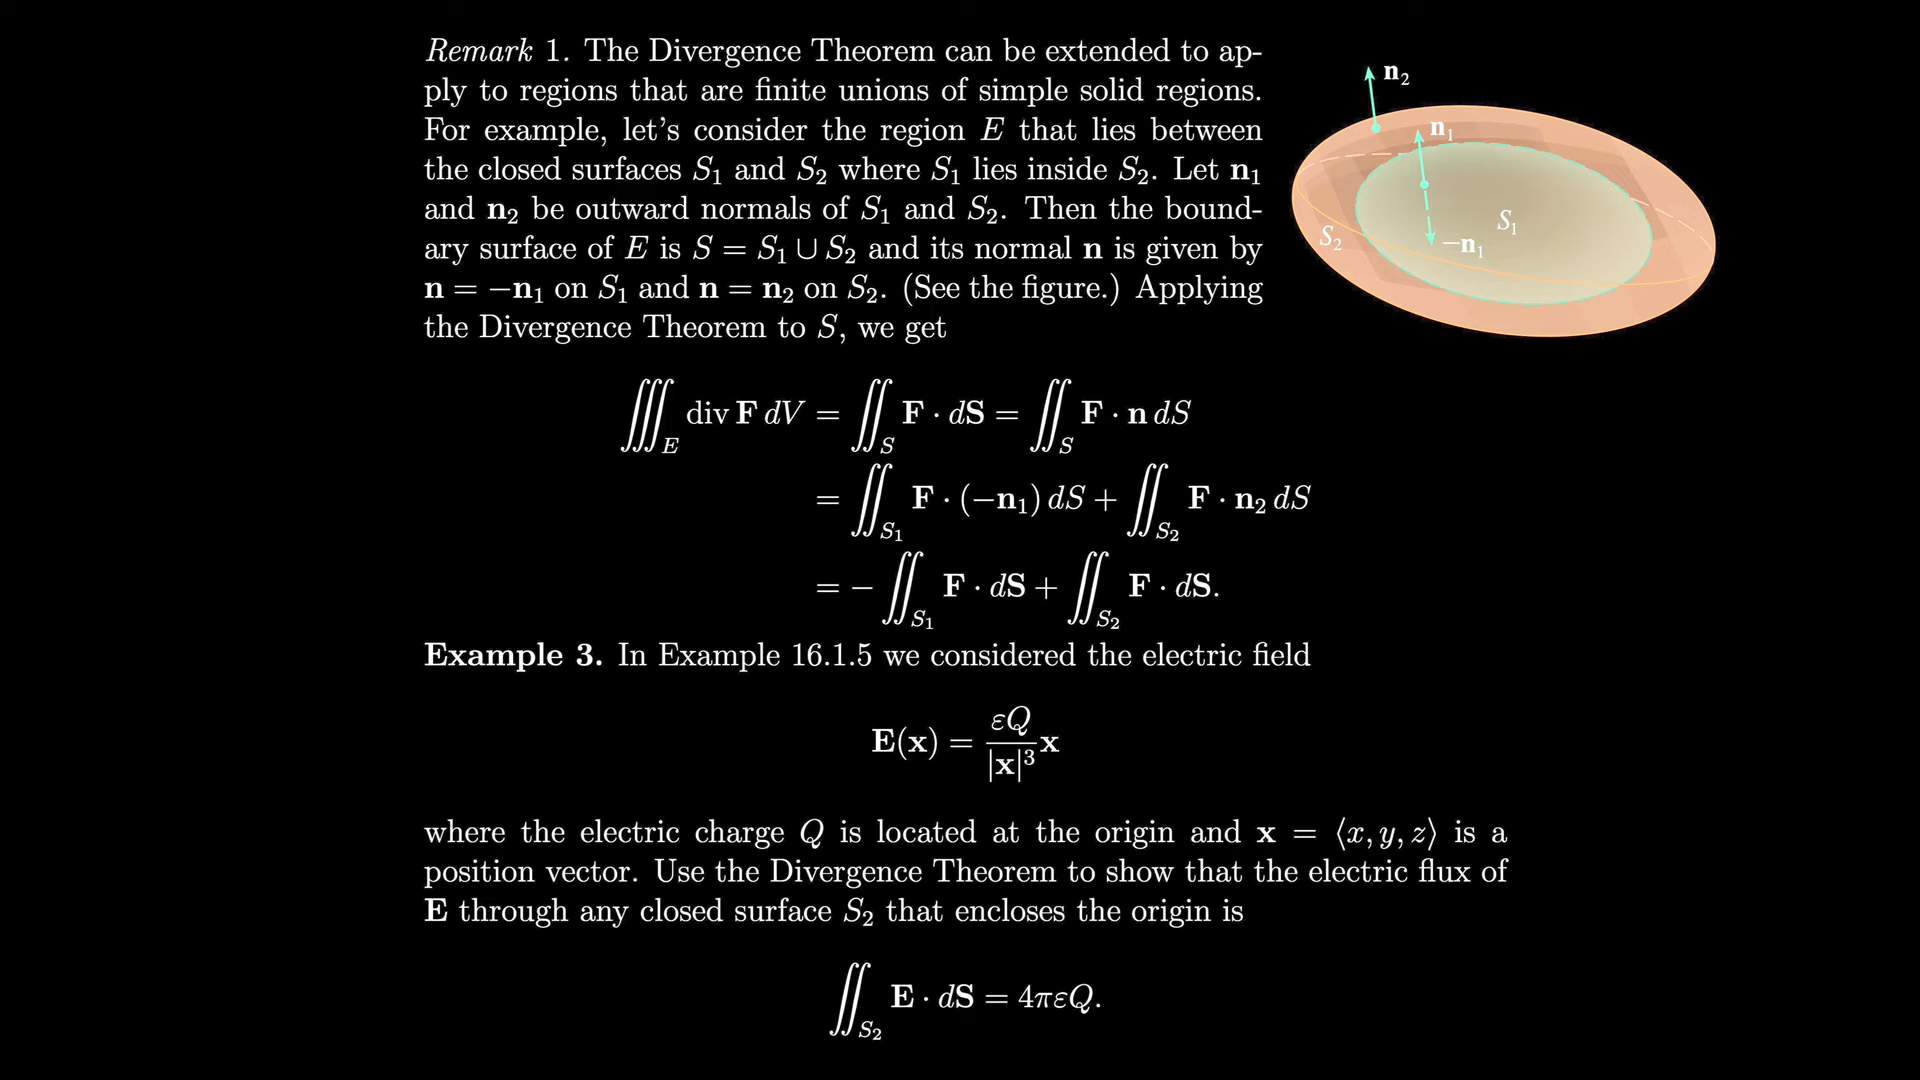 Remark 1. The Divergence Theorem can be extended to ap-
ply to regions that are finite unions of simple solid regions.
For example, let's consider the region E that lies between
the closed surfaces S₁ and S₂ where S₁ lies inside S₂. Let n₁
and n₂ be outward normals of S₁ and S₂. Then the bound-
ary surface of E is S = S₁ ∪ S₂ and its normal n is given by
n = −n₁ on S₁ and n = n₂ on S₂. (See the figure.) Applying
the Divergence Theorem to S, we get
n₂
n₁
S₁
S₂
−n₁
∭_E div F dV = ∬_S F · dS = ∬_S F · n dS
= ∬_S₁ F · (−n₁) dS + ∬_S₂ F · n₂ dS
= − ∬_S₁ F · dS + ∬_S₂ F · dS.
Example 3. In Example 16.1.5 we considered the electric field
E(x) = εQ/|x|³ x
where the electric charge Q is located at the origin and x = ⟨x, y, z⟩ is a
position vector. Use the Divergence Theorem to show that the electric flux of
E through any closed surface S₂ that encloses the origin is
∬_S₂ E · dS = 4πεQ.